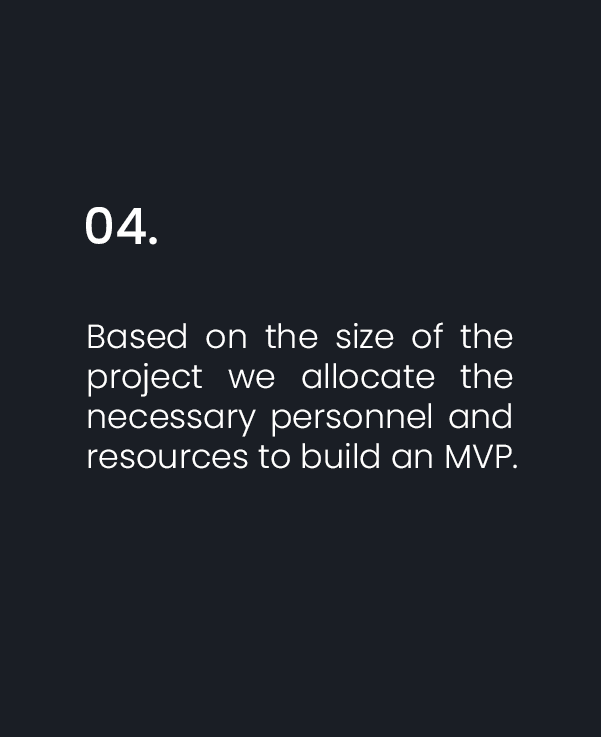 04.
Based on the size of the
project we allocate the
necessary personnel and
resources to build an MVP.